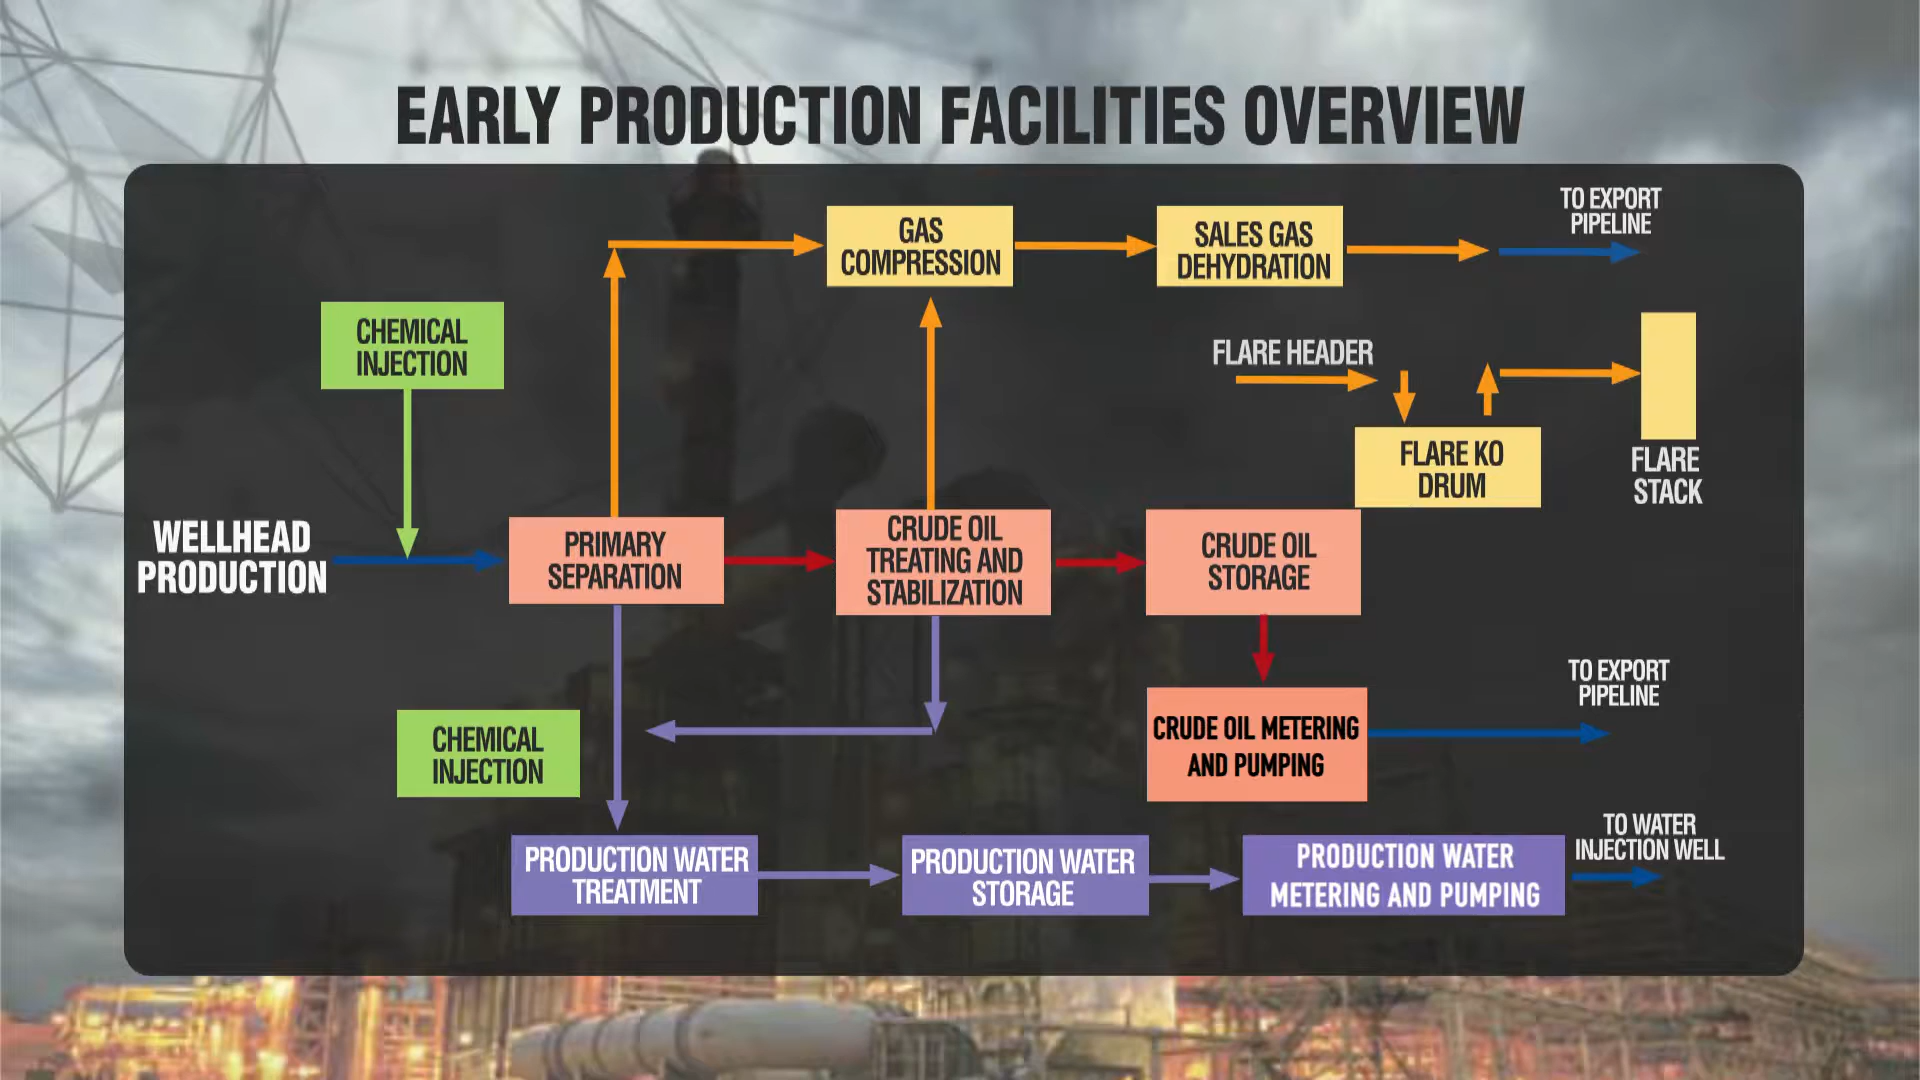 EARLY PRODUCTION FACILITIES OVERVIEW
TO EXPORT
PIPELINE
GAS
COMPRESSION
SALES GAS
DEHYDRATION
CHEMICAL
INJECTION
FLARE HEADER
FLARE KO
DRUM
FLARE
STACK
WELLHEAD
PRODUCTION
PRIMARY
SEPARATION
CRUDE OIL
TREATING AND
STABILIZATION
CRUDE OIL
STORAGE
TO EXPORT
PIPELINE
CHEMICAL
INJECTION
CRUDE OIL METERING
AND PUMPING
TO WATER
INJECTION WELL
PRODUCTION WATER
TREATMENT
PRODUCTION WATER
STORAGE
PRODUCTION WATER
METERING AND PUMPING